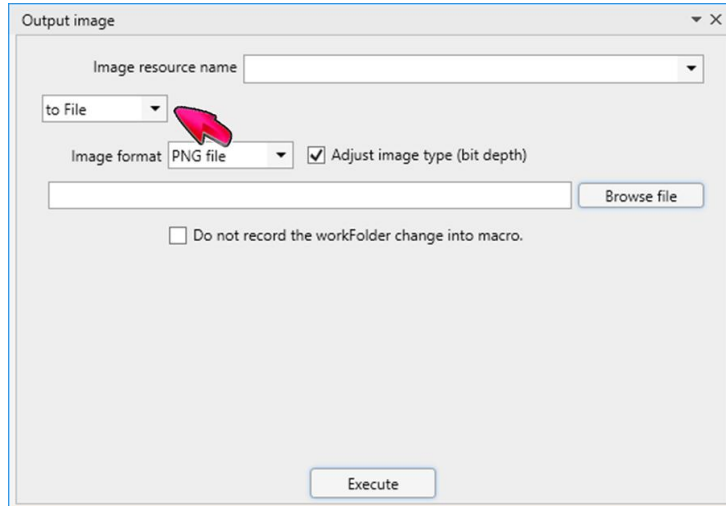 Output image
Image resource name
to File
Image format PNG file Adjust image type (bit depth)
Browse file
Do not record the workFolder change into macro.
Execute